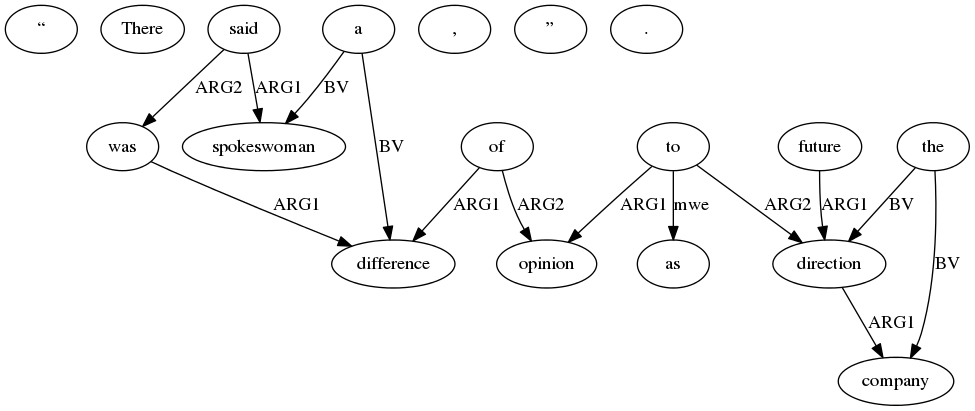 “ There said a , ” .
ARG2 ARG1 BV
was spokeswoman BV of to future the
ARG1 ARG1 ARG2 ARG1 mwe ARG2 ARG1 BV
difference opinion as direction BV
ARG1
company